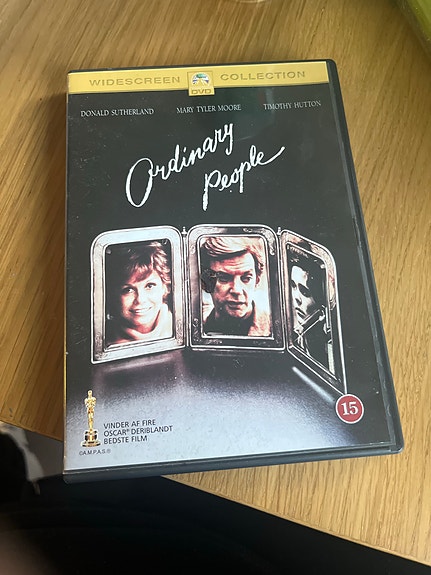 WIDESCREEN DVD COLLECTION
DONALD SUTHERLAND MARY TYLER MOORE TIMOTHY HUTTON
Ordinary
People
15
VINDER AF FIRE
OSCAR® DERIBLANDT
BEDSTE FILM
©A.M.P.A.S.®